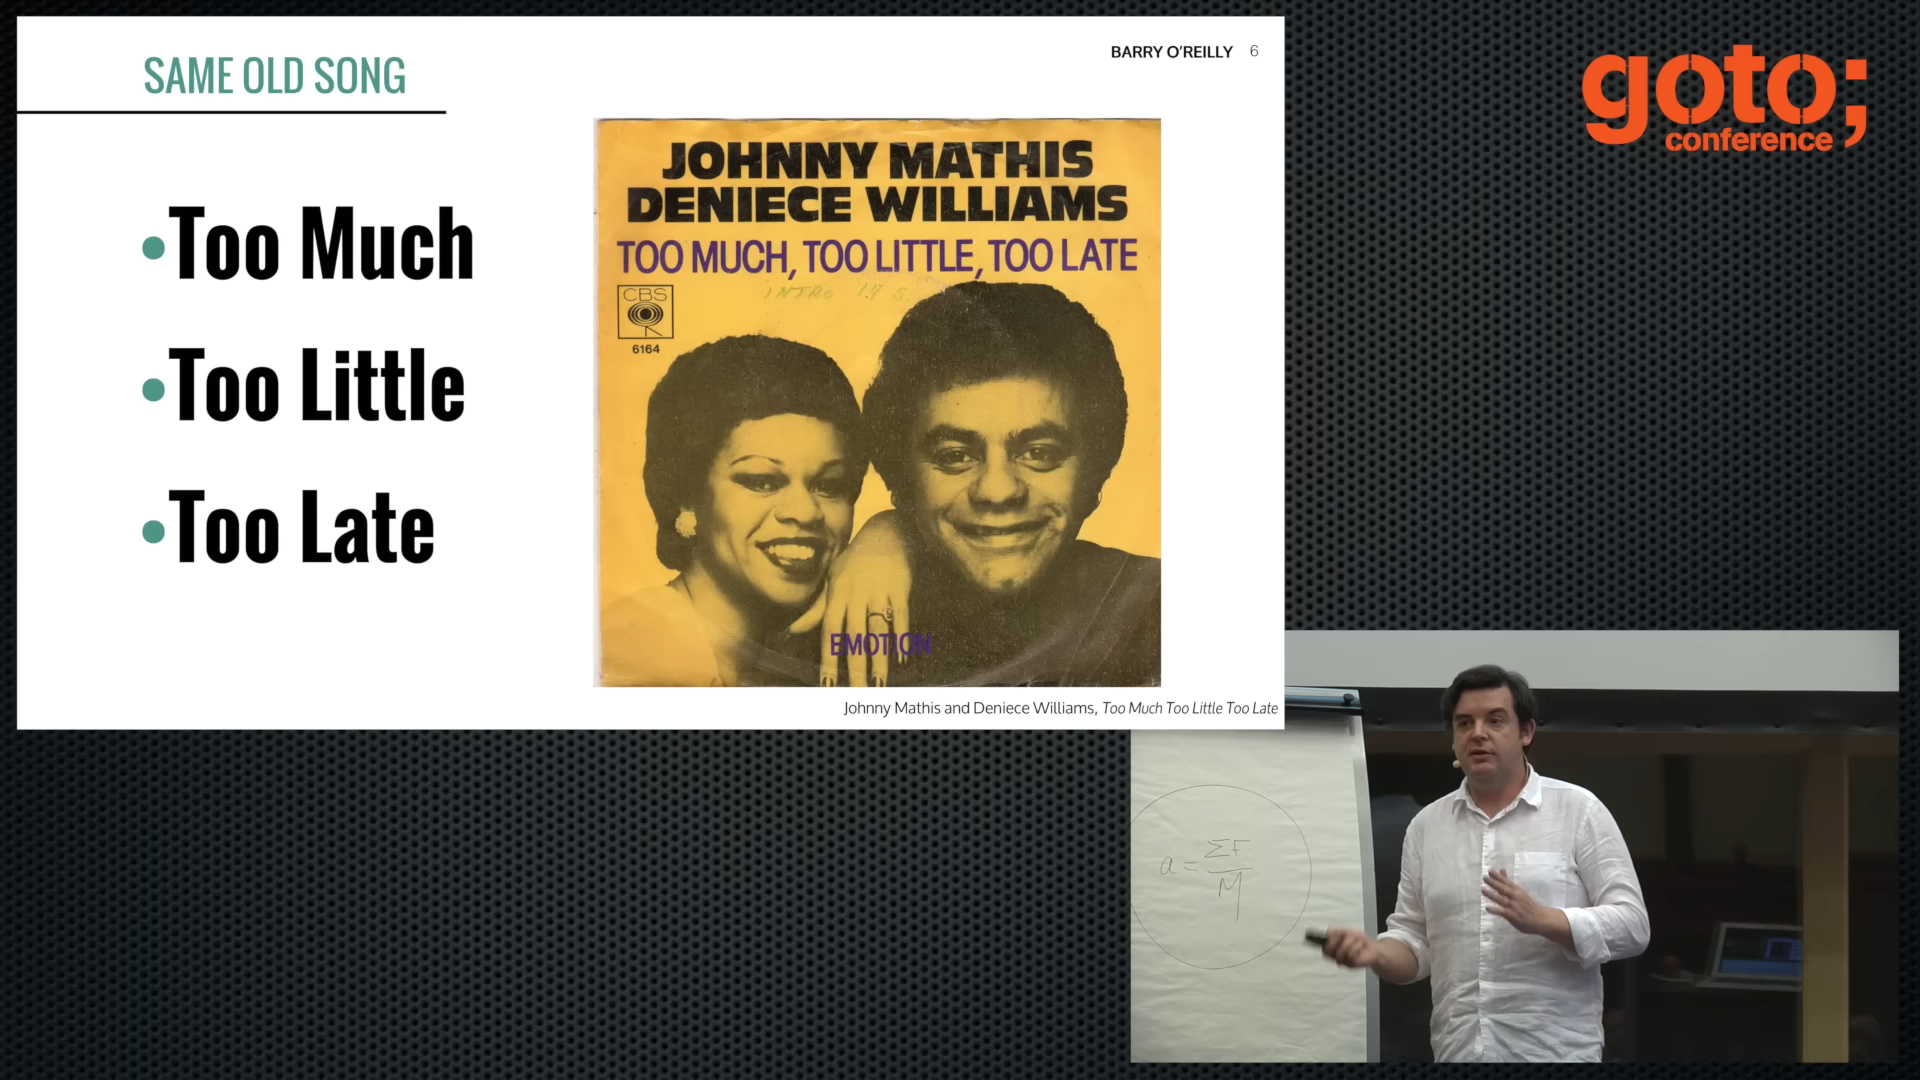 SAME OLD SONG
BARRY O'REILLY 6
•Too Much
•Too Little
•Too Late
JOHNNY MATHIS
DENIECE WILLIAMS
TOO MUCH, TOO LITTLE, TOO LATE
INTRO 14 S.
CBS
6164
EMOTION
Johnny Mathis and Deniece Williams, Too Much Too Little Too Late
goto;
conference
a = ΣF
M